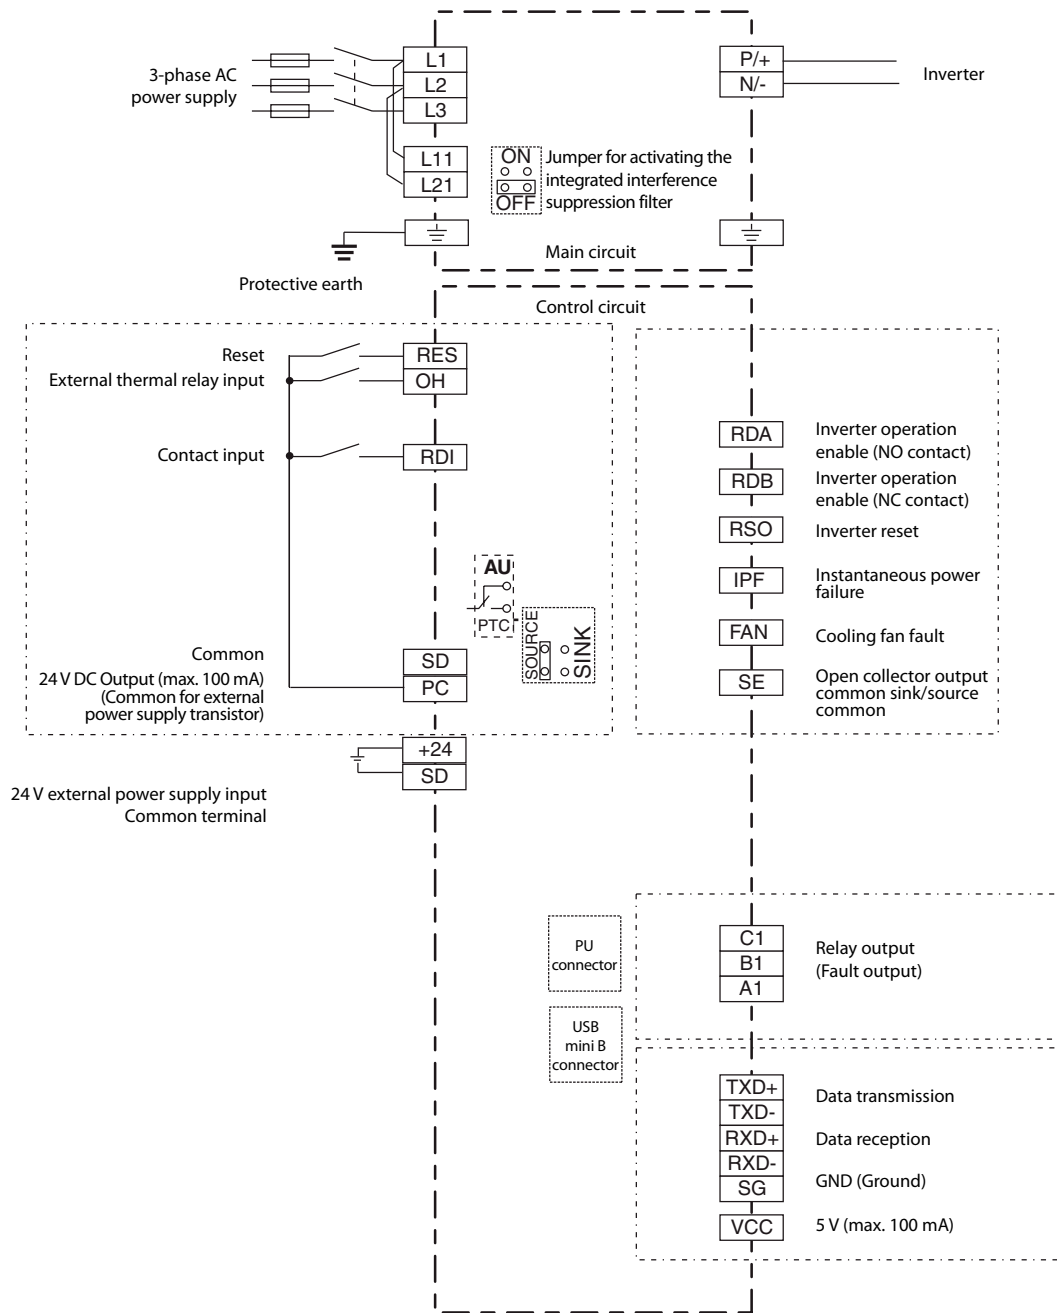 3-phase AC
power supply
L1
L2
L3
L11
L21
P/+
N/-
Inverter
ON
OFF
Jumper for activating the
integrated interference
suppression filter
Main circuit
Protective earth
Control circuit
Reset
RES
External thermal relay input
OH
Contact input
RDI
AU
PTC
SOURCE
SINK
Common
SD
24 V DC Output (max. 100 mA)
(Common for external
power supply transistor)
PC
+24
SD
24 V external power supply input
Common terminal
RDA
Inverter operation
enable (NO contact)
RDB
Inverter operation
enable (NC contact)
RSO
Inverter reset
IPF
Instantaneous power
failure
FAN
Cooling fan fault
SE
Open collector output
common sink/source
common
PU
connector
C1
B1
A1
Relay output
(Fault output)
USB
mini B
connector
TXD+
TXD-
Data transmission
RXD+
RXD-
Data reception
SG
GND (Ground)
VCC
5 V (max. 100 mA)